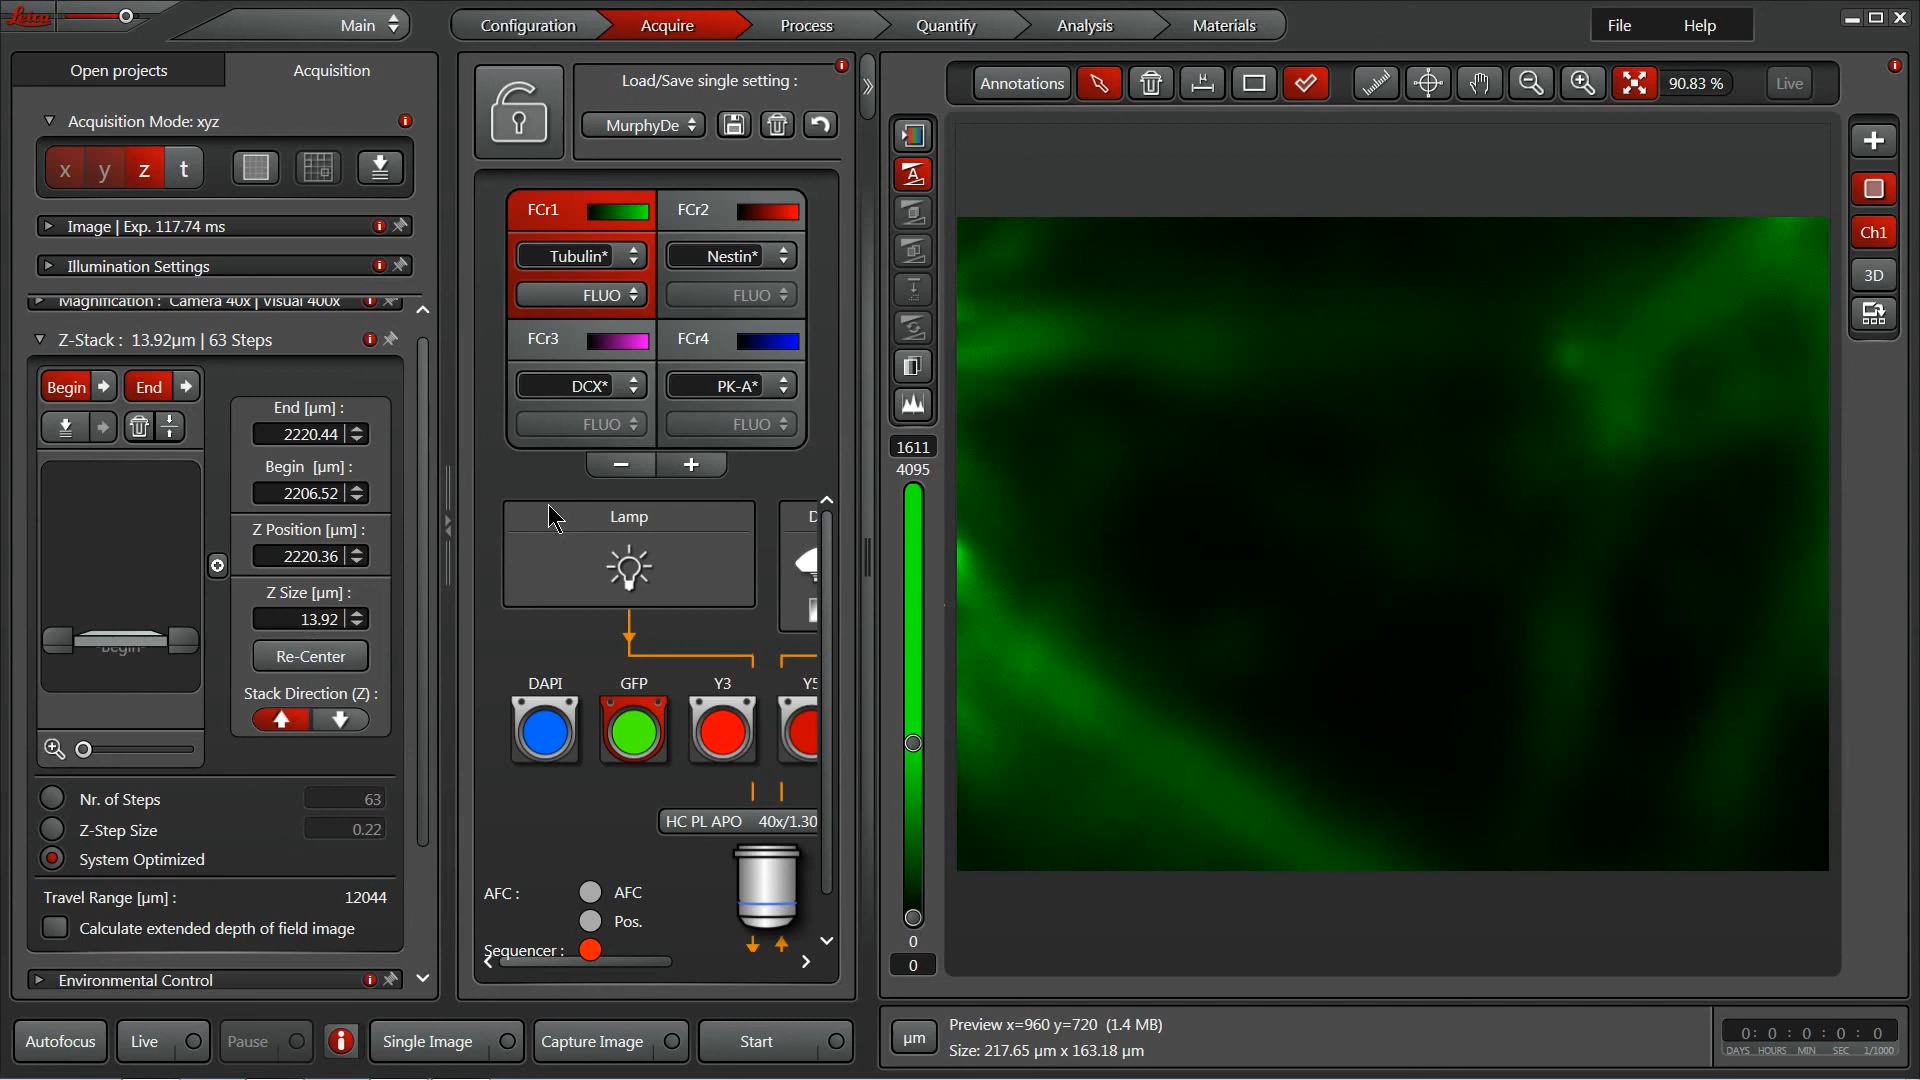 Leica
Main
Configuration
Acquire
Process
Quantify
Analysis
Materials
File
Help
Open projects
Acquisition
Acquisition Mode: xyz
x y z t
Image | Exp. 117.74 ms
Illumination Settings
Magnification : Camera 40x | Visual 400x
Z-Stack : 13.92µm | 63 Steps
Begin
End
End [µm] :
2220.44
Begin [µm] :
2206.52
Z Position [µm] :
2220.36
Z Size [µm] :
13.92
Re-Center
Stack Direction (Z) :
-Begin-
Nr. of Steps
63
Z-Step Size
0.22
System Optimized
Travel Range [µm] :
12044
Calculate extended depth of field image
Environmental Control
Load/Save single setting :
MurphyDe
FCr1
FCr2
Tubulin*
Nestin*
FLUO
FLUO
FCr3
FCr4
DCX*
PK-A*
FLUO
FLUO
Lamp
DAPI
GFP
Y3
HC PL APO 40x/1.30
AFC :
AFC
Pos.
Sequencer :
Annotations
90.83 %
Live
1611
4095
0
0
Ch1
3D
Autofocus
Live
Pause
Single Image
Capture Image
Start
µm
Preview x=960 y=720 (1.4 MB)
Size: 217.65 µm x 163.18 µm
0: 0 : 0 : 0 : 0
DAYS HOURS MIN SEC 1/1000